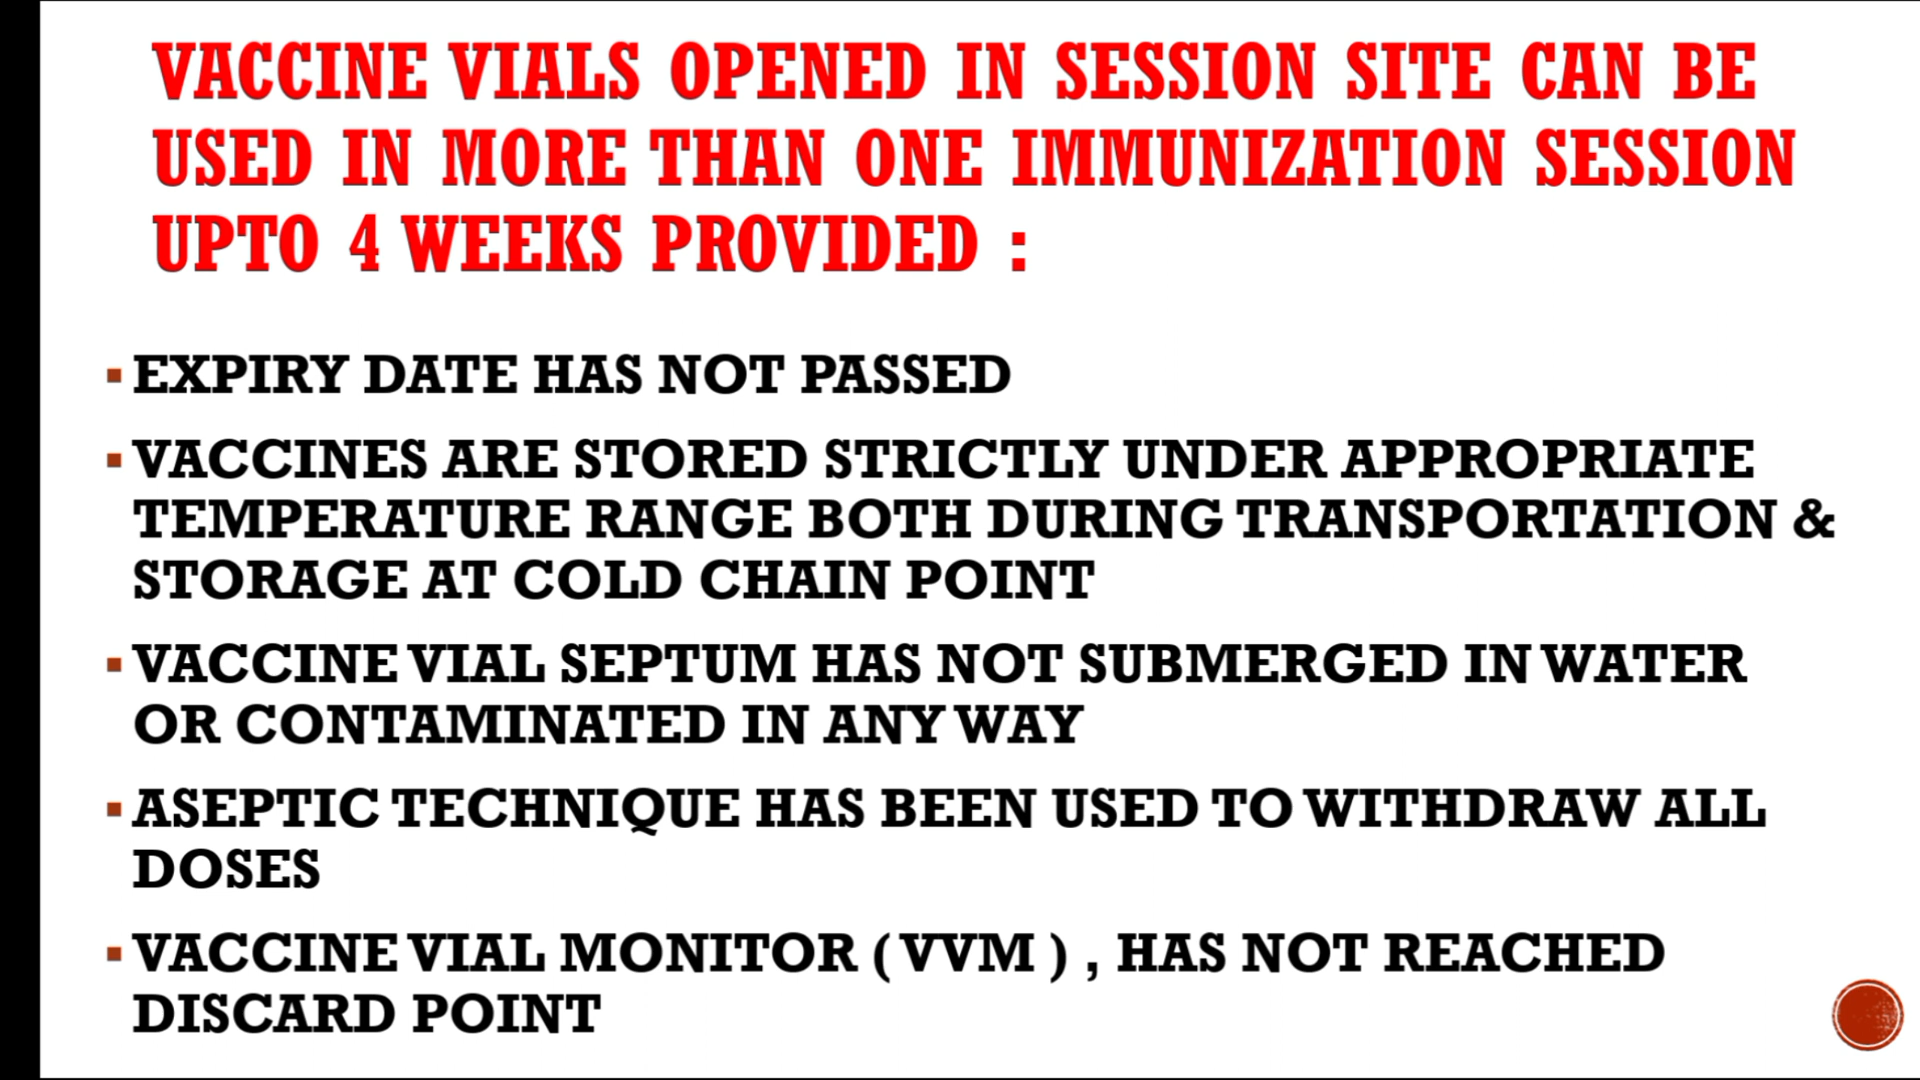 VACCINE VIALS OPENED IN SESSION SITE CAN BE
USED IN MORE THAN ONE IMMUNIZATION SESSION
UPTO 4 WEEKS PROVIDED :
▪ EXPIRY DATE HAS NOT PASSED
▪ VACCINES ARE STORED STRICTLY UNDER APPROPRIATE
TEMPERATURE RANGE BOTH DURING TRANSPORTATION &
STORAGE AT COLD CHAIN POINT
▪ VACCINE VIAL SEPTUM HAS NOT SUBMERGED IN WATER
OR CONTAMINATED IN ANY WAY
▪ ASEPTIC TECHNIQUE HAS BEEN USED TO WITHDRAW ALL
DOSES
▪ VACCINE VIAL MONITOR ( VVM ) , HAS NOT REACHED
DISCARD POINT